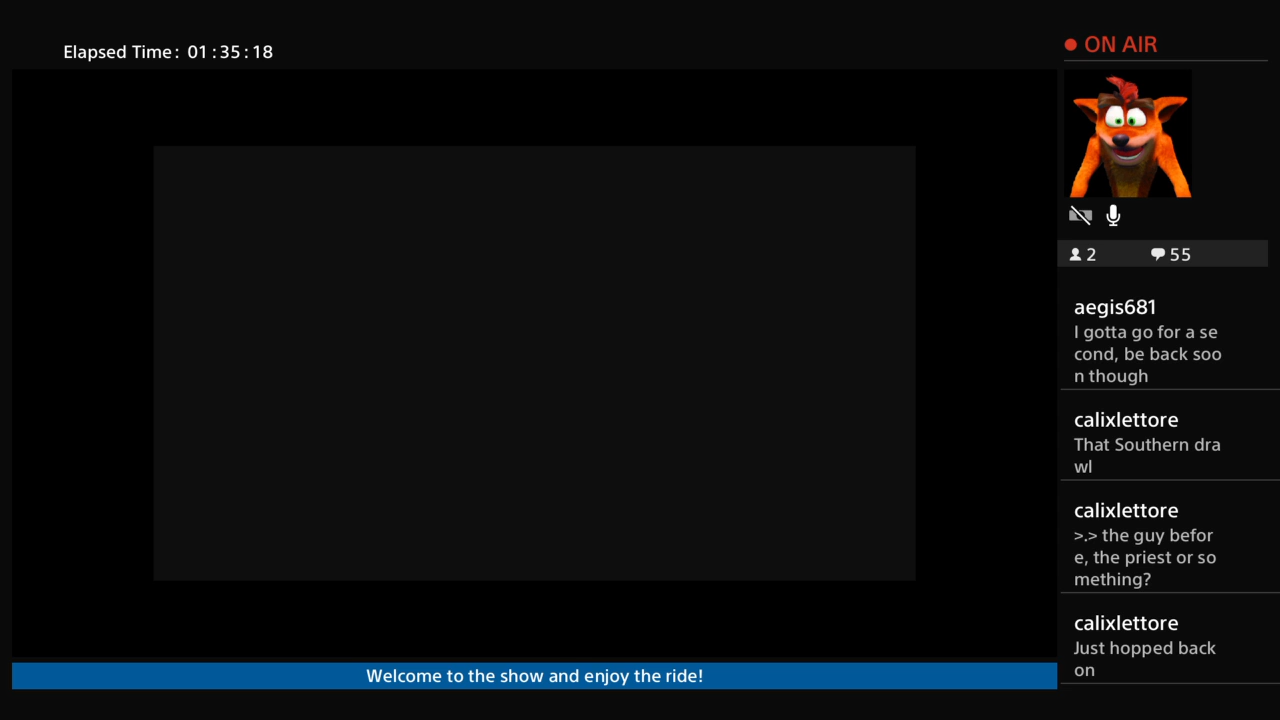 Elapsed Time: 01:35:18
ON AIR
2 55
aegis681
I gotta go for a se
cond, be back soo
n though
calixlettore
That Southern dra
wl
calixlettore
>.> the guy befor
e, the priest or so
mething?
calixlettore
Just hopped back
on
Welcome to the show and enjoy the ride!